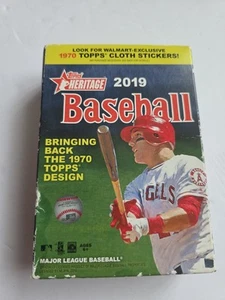 LOOK FOR WALMART-EXCLUSIVE
1970 TOPPS® CLOTH STICKERS!
Topps
HERITAGE 2019
Baseball
BRINGING
BACK
THE 1970
TOPPS®
DESIGN
ANGELS
MAJOR LEAGUE BASEBALL®